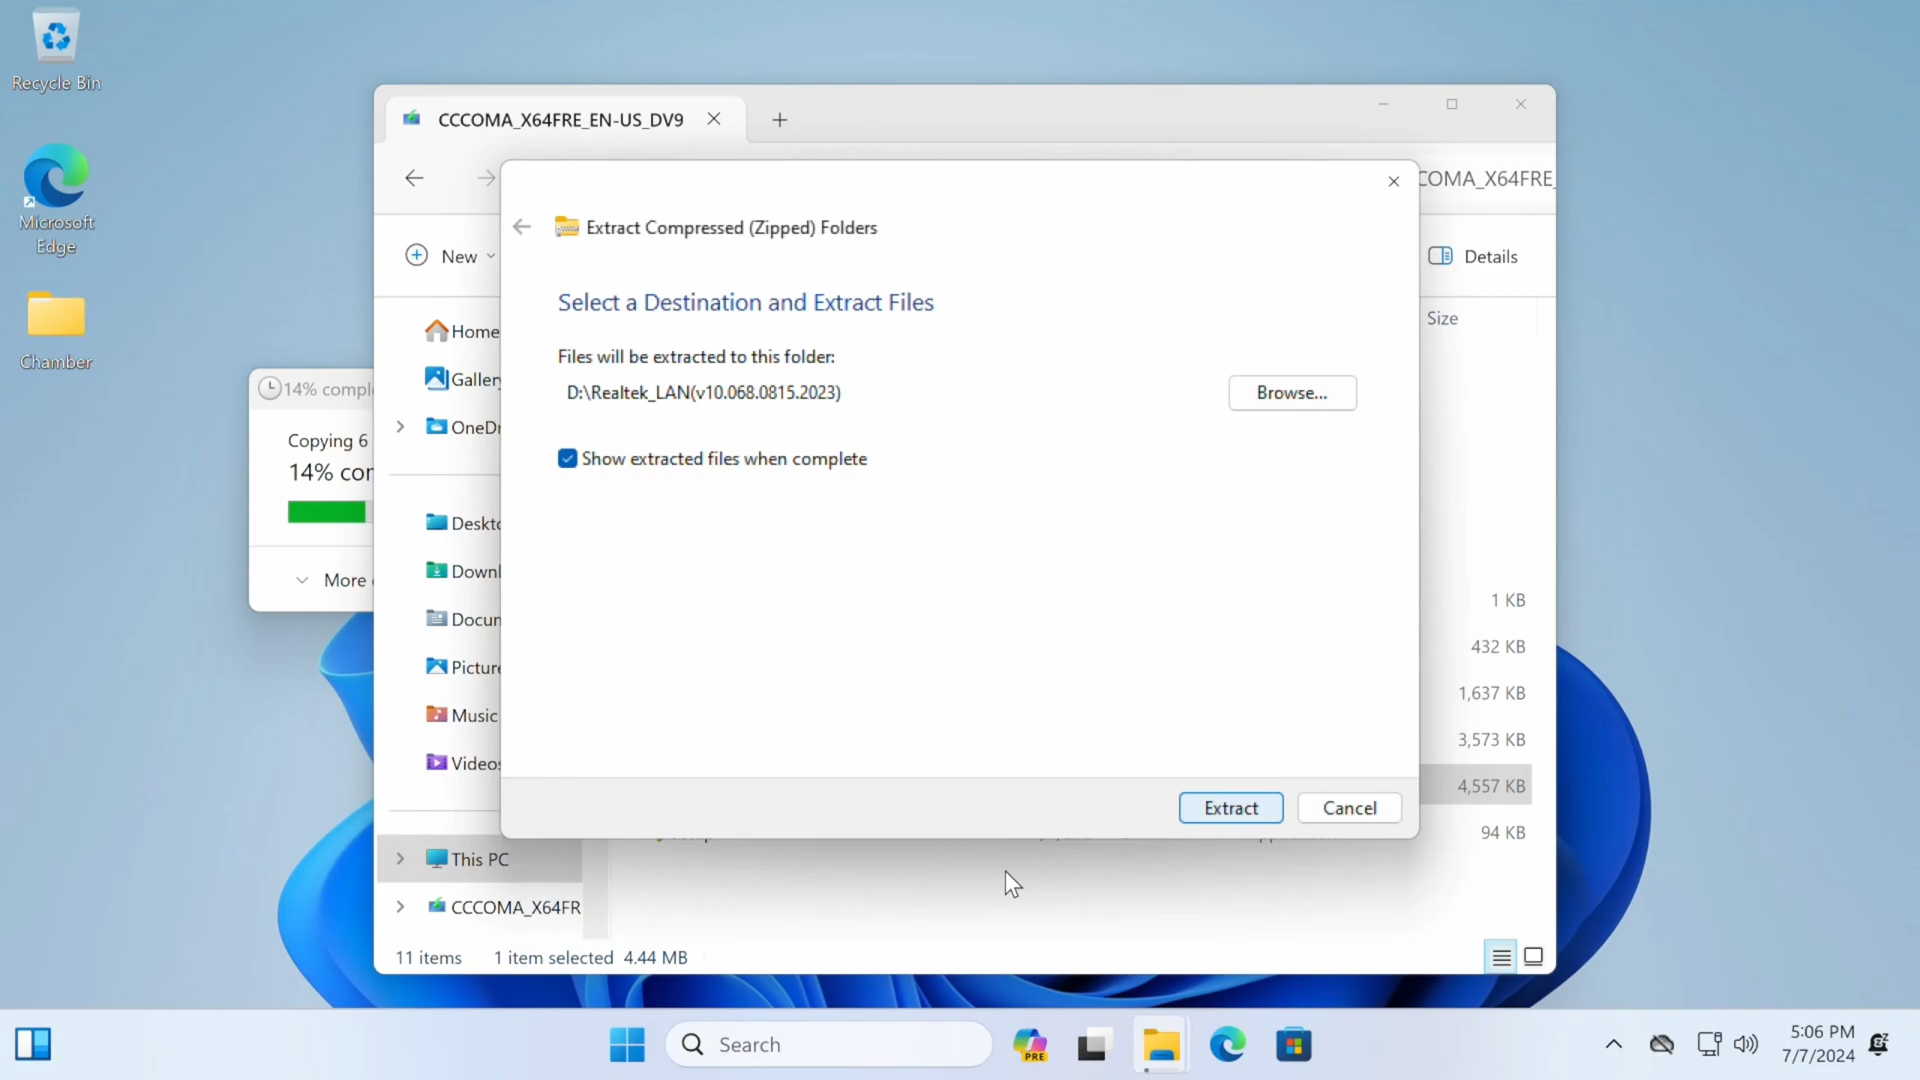 Recycle Bin
Microsoft
Edge
Chamber
14% comple
Copying 6
14% cor
More
CCCOMA_X64FRE_EN-US_DV9
COMA_X64FRE_
New
Details
Home
Gallery
OneDr
Deskto
Downl
Docun
Picture
Music
Videos
This PC
CCCOMA_X64FR
Extract Compressed (Zipped) Folders
Select a Destination and Extract Files
Files will be extracted to this folder:
D:\Realtek_LAN(v10.068.0815.2023)
Browse...
Show extracted files when complete
Extract
Cancel
Size
1 KB
432 KB
1,637 KB
3,573 KB
4,557 KB
94 KB
11 items
1 item selected 4.44 MB
Search
PRE
5:06 PM
7/7/2024